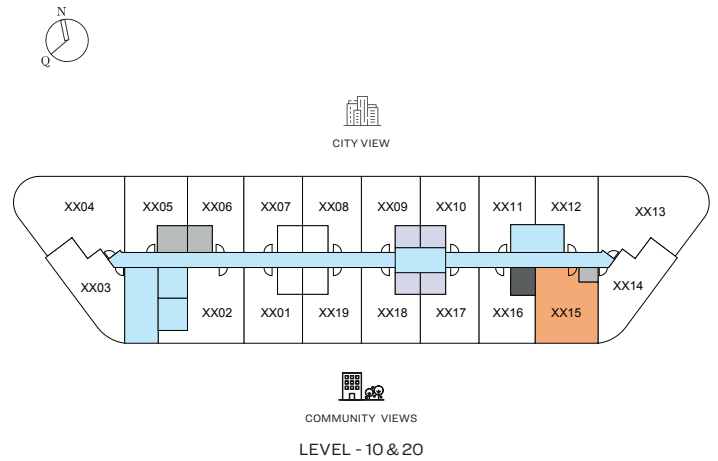 N
Q
CITY VIEW
XX04 XX05 XX06 XX07 XX08 XX09 XX10 XX11 XX12 XX13
XX03 XX14
XX02 XX01 XX19 XX18 XX17 XX16 XX15
COMMUNITY VIEWS
LEVEL - 10 & 20